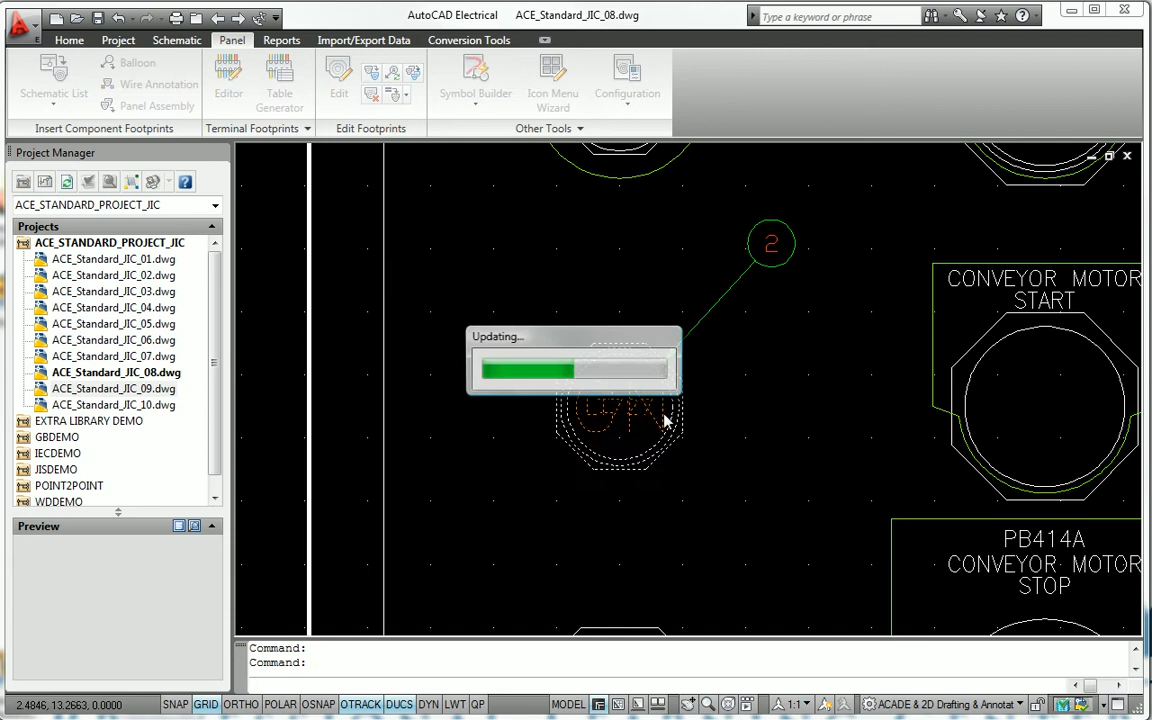 AutoCAD Electrical ACE_Standard_JIC_08.dwg
Type a keyword or phrase
Home Project Schematic Panel Reports Import/Export Data Conversion Tools
Schematic List
Balloon
Wire Annotation
Panel Assembly
Editor
Table Generator
Edit
Symbol Builder
Icon Menu Wizard
Configuration
Insert Component Footprints Terminal Footprints Edit Footprints Other Tools
Project Manager
ACE_STANDARD_PROJECT_JIC
Projects
ACE_STANDARD_PROJECT_JIC
ACE_Standard_JIC_01.dwg
ACE_Standard_JIC_02.dwg
ACE_Standard_JIC_03.dwg
ACE_Standard_JIC_04.dwg
ACE_Standard_JIC_05.dwg
ACE_Standard_JIC_06.dwg
ACE_Standard_JIC_07.dwg
ACE_Standard_JIC_08.dwg
ACE_Standard_JIC_09.dwg
ACE_Standard_JIC_10.dwg
EXTRA LIBRARY DEMO
GBDEMO
IECDEMO
JISDEMO
POINT2POINT
WDDEMO
Preview
2
Updating...
CONVEYOR MOTOR
START
PB414A
CONVEYOR MOTOR
STOP
Command:
Command:
2.4846, 13.2663, 0.0000 SNAP GRID ORTHO POLAR OSNAP OTRACK DUCS DYN LWT QP MODEL 1:1 ACADE & 2D Drafting & Annotat